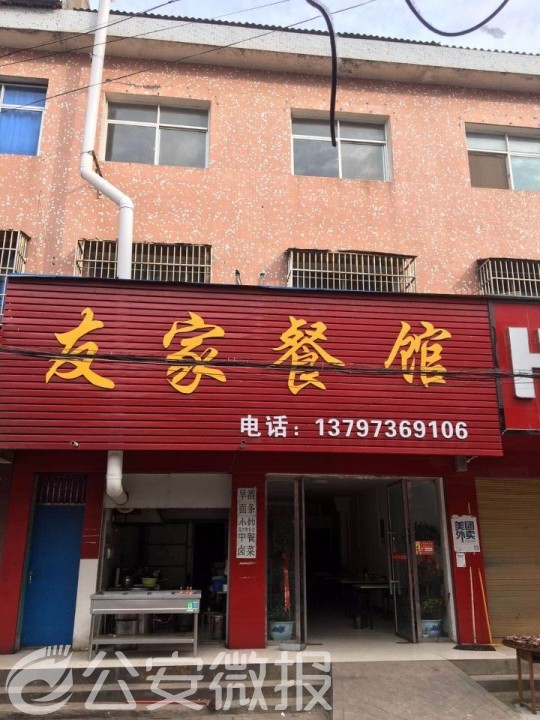 友家餐馆
电话：13797369106
H
早酒
面条
小炒
中餐
卤菜
美团
外卖
公安微报